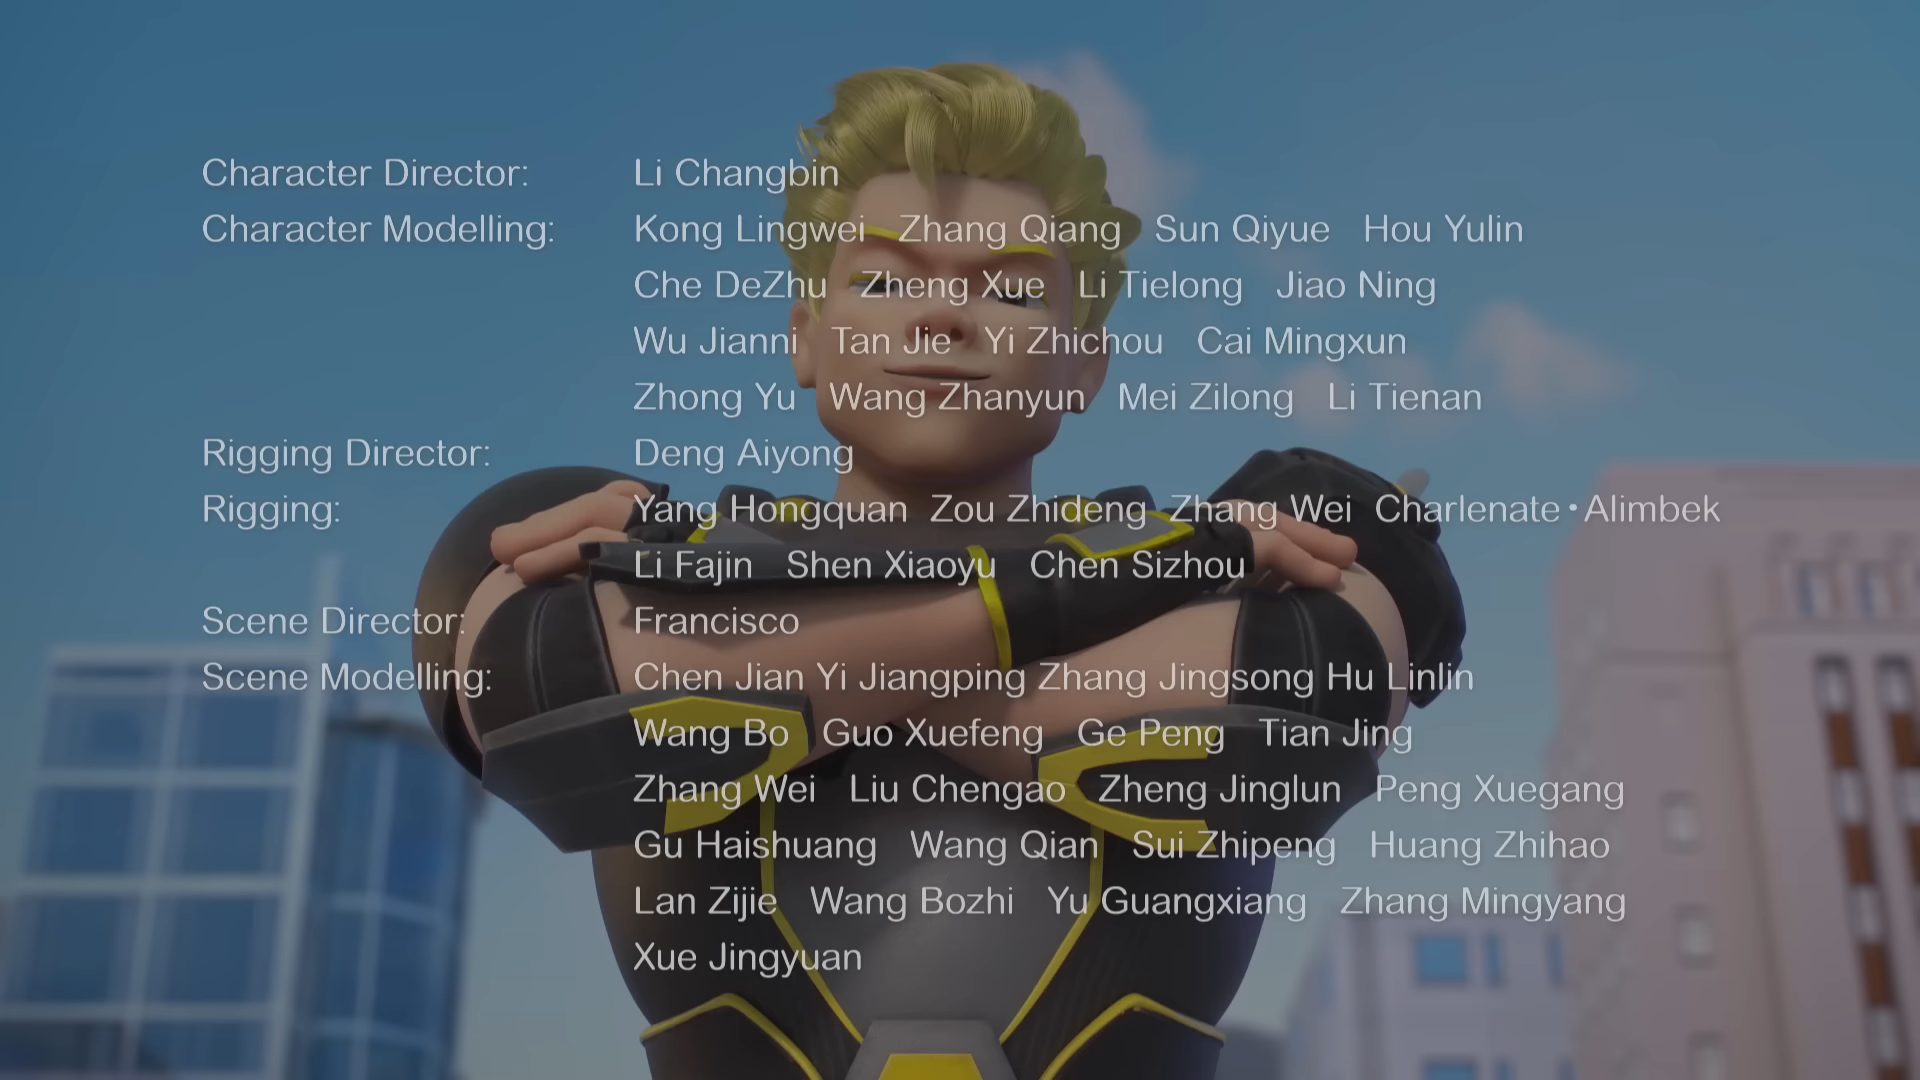 Character Director: Li Changbin
Character Modelling: Kong Lingwei Zhang Qiang Sun Qiyue Hou Yulin
Che DeZhu Zheng Xue Li Tielong Jiao Ning
Wu Jianni Tan Jie Yi Zhichou Cai Mingxun
Zhong Yu Wang Zhanyun Mei Zilong Li Tienan
Rigging Director: Deng Aiyong
Rigging: Yang Hongquan Zou Zhideng Zhang Wei Charlenate·Alimbek
Li Fajin Shen Xiaoyu Chen Sizhou
Scene Director: Francisco
Scene Modelling: Chen Jian Yi Jiangping Zhang Jingsong Hu Linlin
Wang Bo Guo Xuefeng Ge Peng Tian Jing
Zhang Wei Liu Chengao Zheng Jinglun Peng Xuegang
Gu Haishuang Wang Qian Sui Zhipeng Huang Zhihao
Lan Zijie Wang Bozhi Yu Guangxiang Zhang Mingyang
Xue Jingyuan